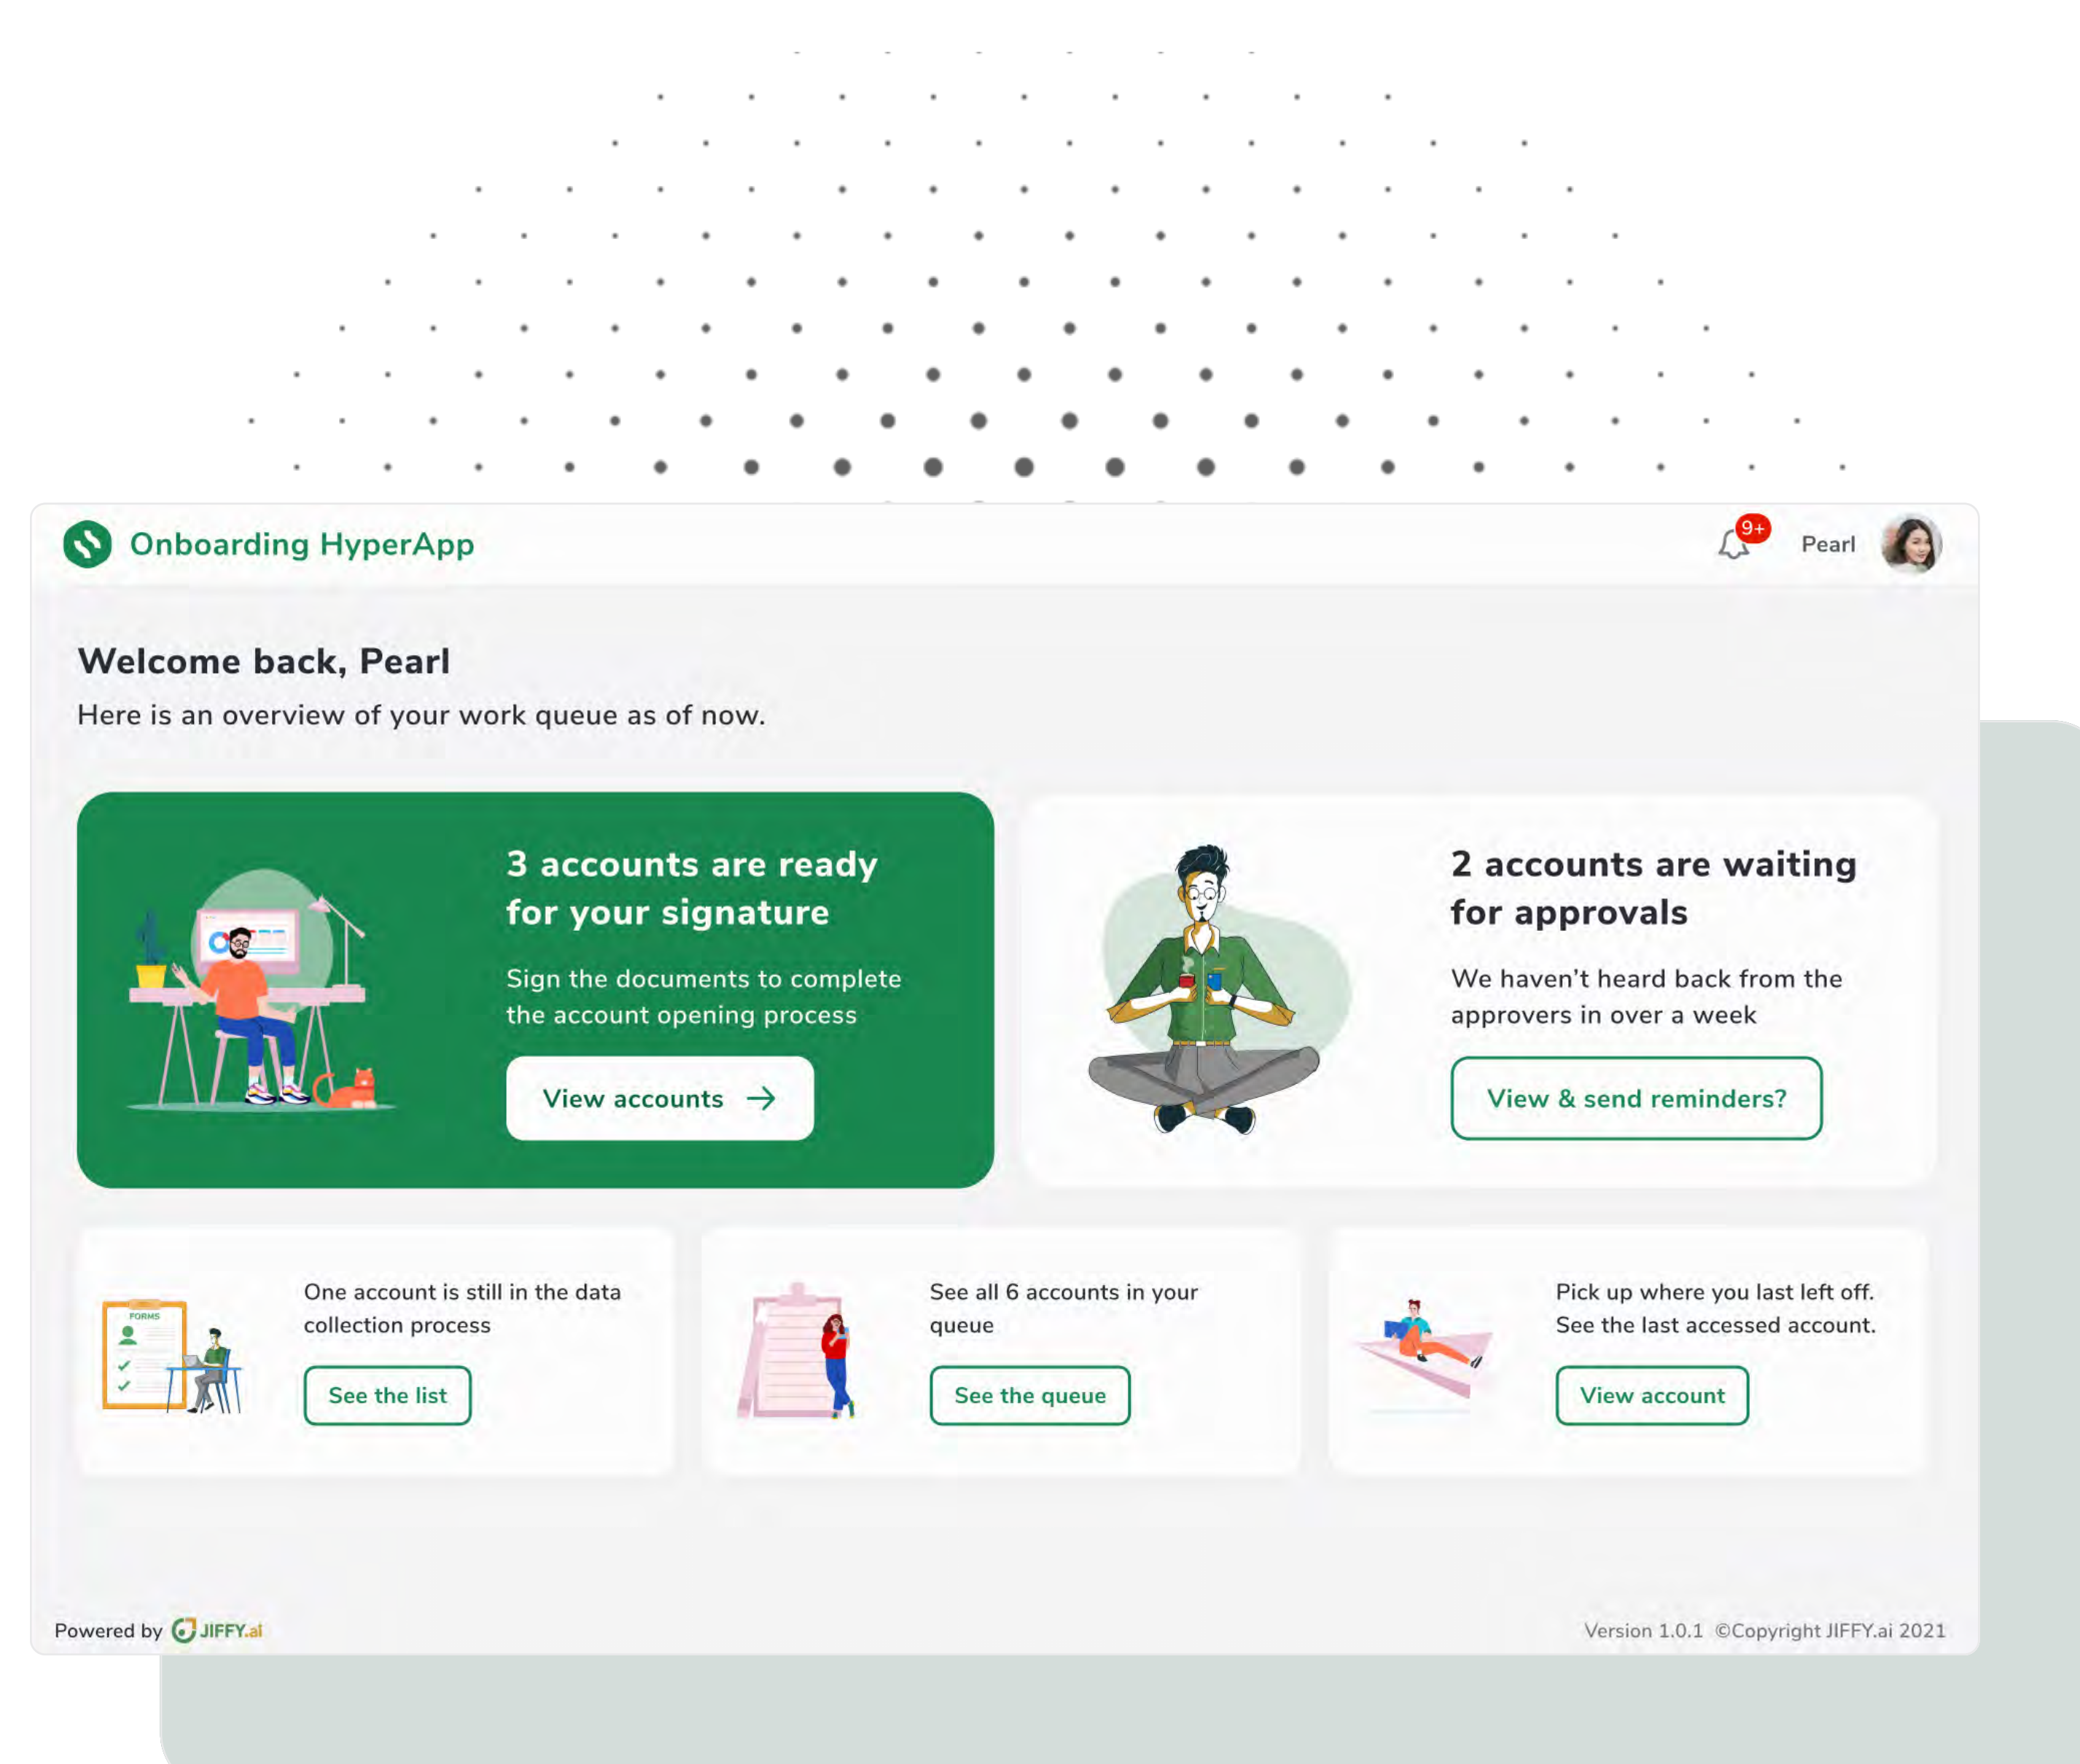 Onboarding HyperApp
9+
Pearl
Welcome back, Pearl
Here is an overview of your work queue as of now.
3 accounts are ready
for your signature
Sign the documents to complete
the account opening process
View accounts →
2 accounts are waiting
for approvals
We haven’t heard back from the
approvers in over a week
View & send reminders?
FORMS
One account is still in the data
collection process
See the list
See all 6 accounts in your
queue
See the queue
Pick up where you last left off.
See the last accessed account.
View account
Powered by JIFFY.ai
Version 1.0.1 ©Copyright JIFFY.ai 2021